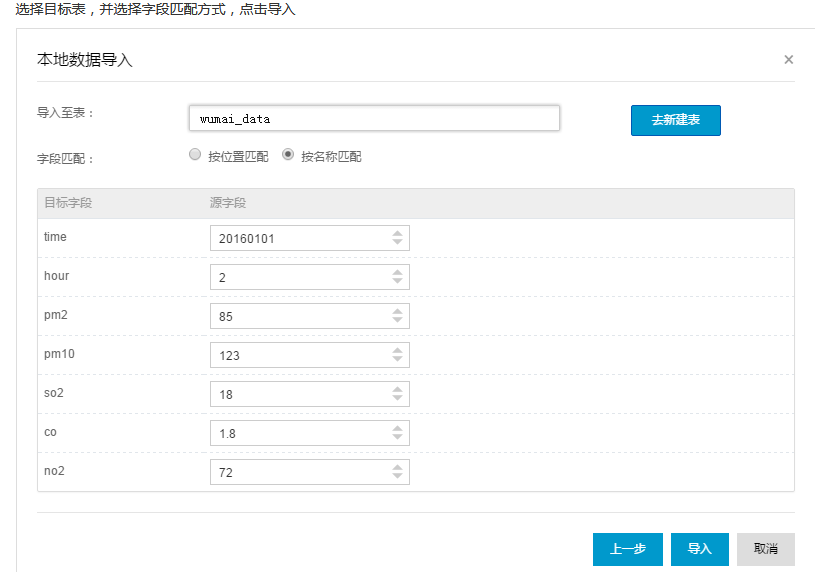 选择目标表，并选择字段匹配方式，点击导入
本地数据导入 ×
导入至表： wumai_data 去新建表
字段匹配： 按位置匹配 按名称匹配
目标字段 源字段
time 20160101
hour 2
pm2 85
pm10 123
so2 18
co 1.8
no2 72
上一步 导入 取消